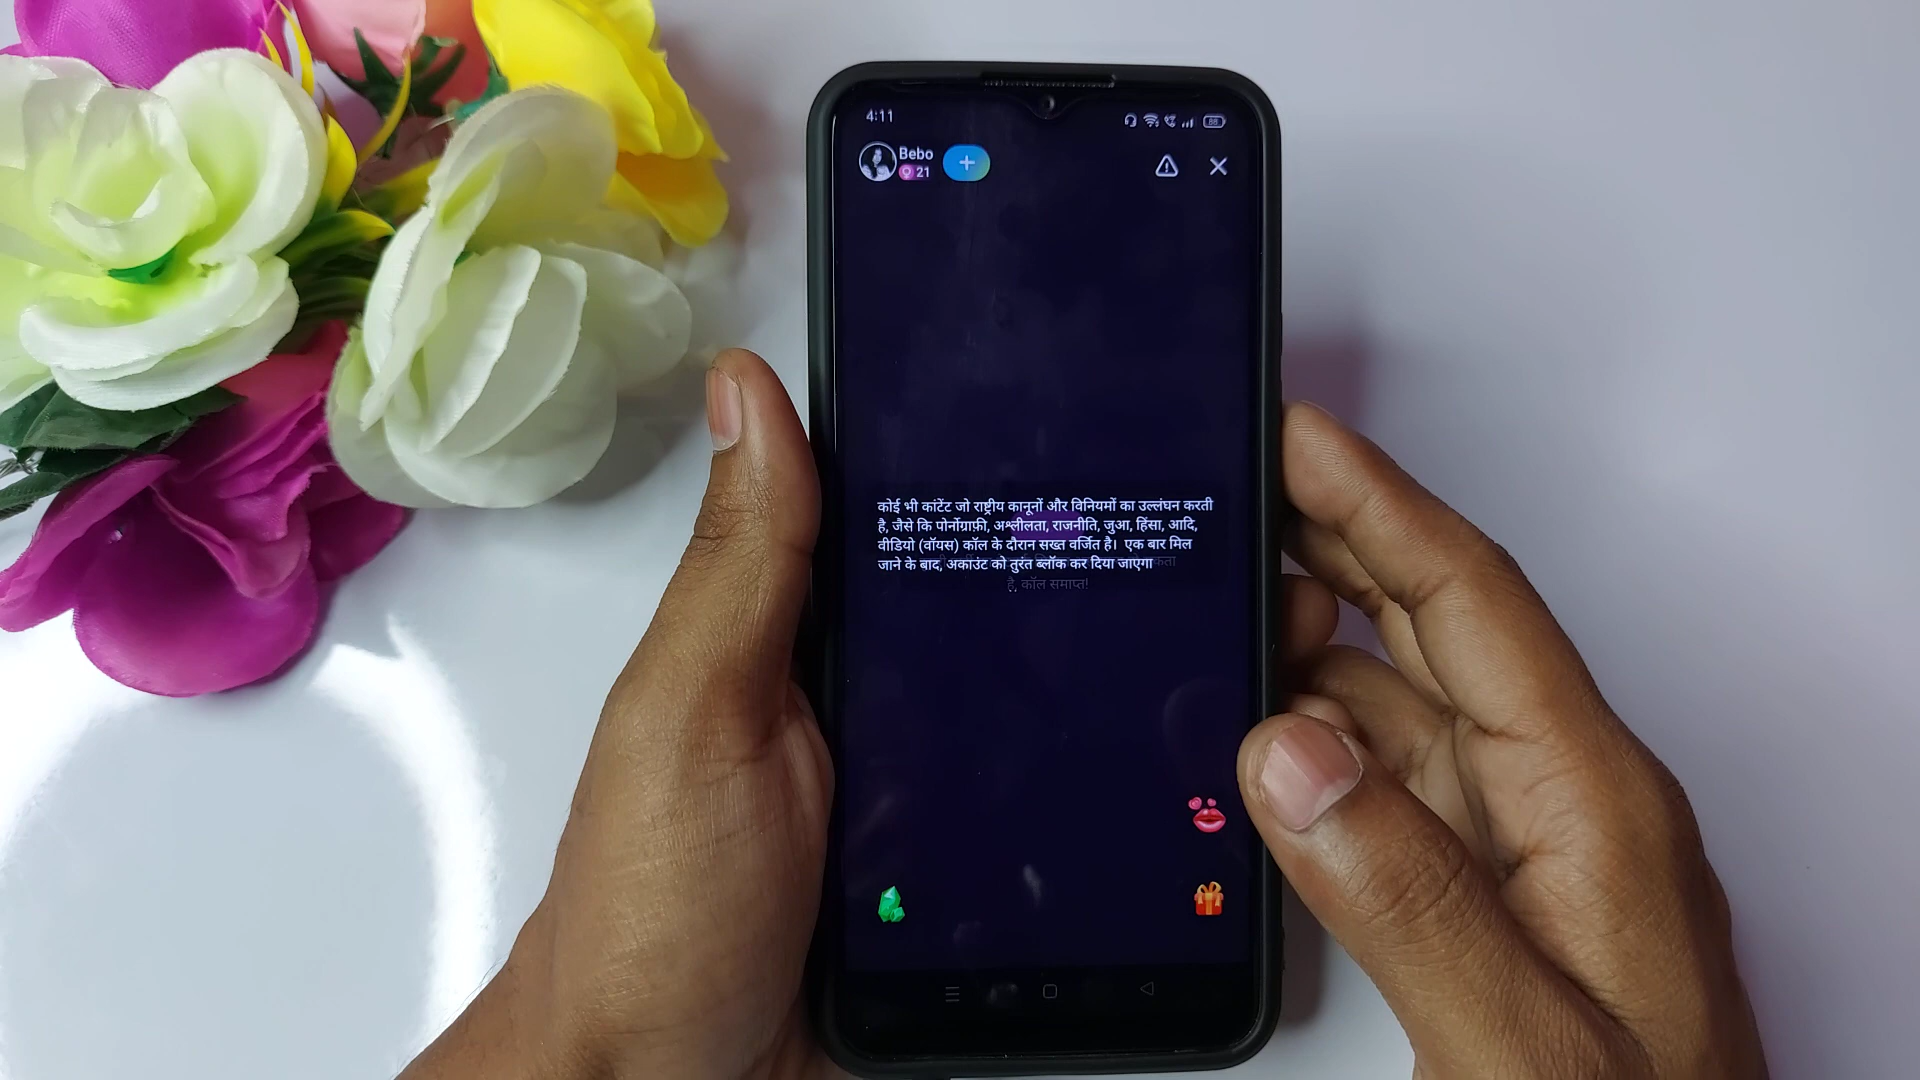 4:11
88
Bebo
21
कोई भी कांटेंट जो राष्ट्रीय कानूनों और विनियमों का उल्लंघन करती
है, जैसे कि पोर्नोग्राफ़ी, अश्लीलता, राजनीति, जुआ, हिंसा, आदि,
वीडियो (वॉयस) कॉल के दौरान सख्त वर्जित है। एक बार मिल
जाने के बाद, अकाउंट को तुरंत ब्लॉक कर दिया जाएगा
है, कॉल समाप्त!